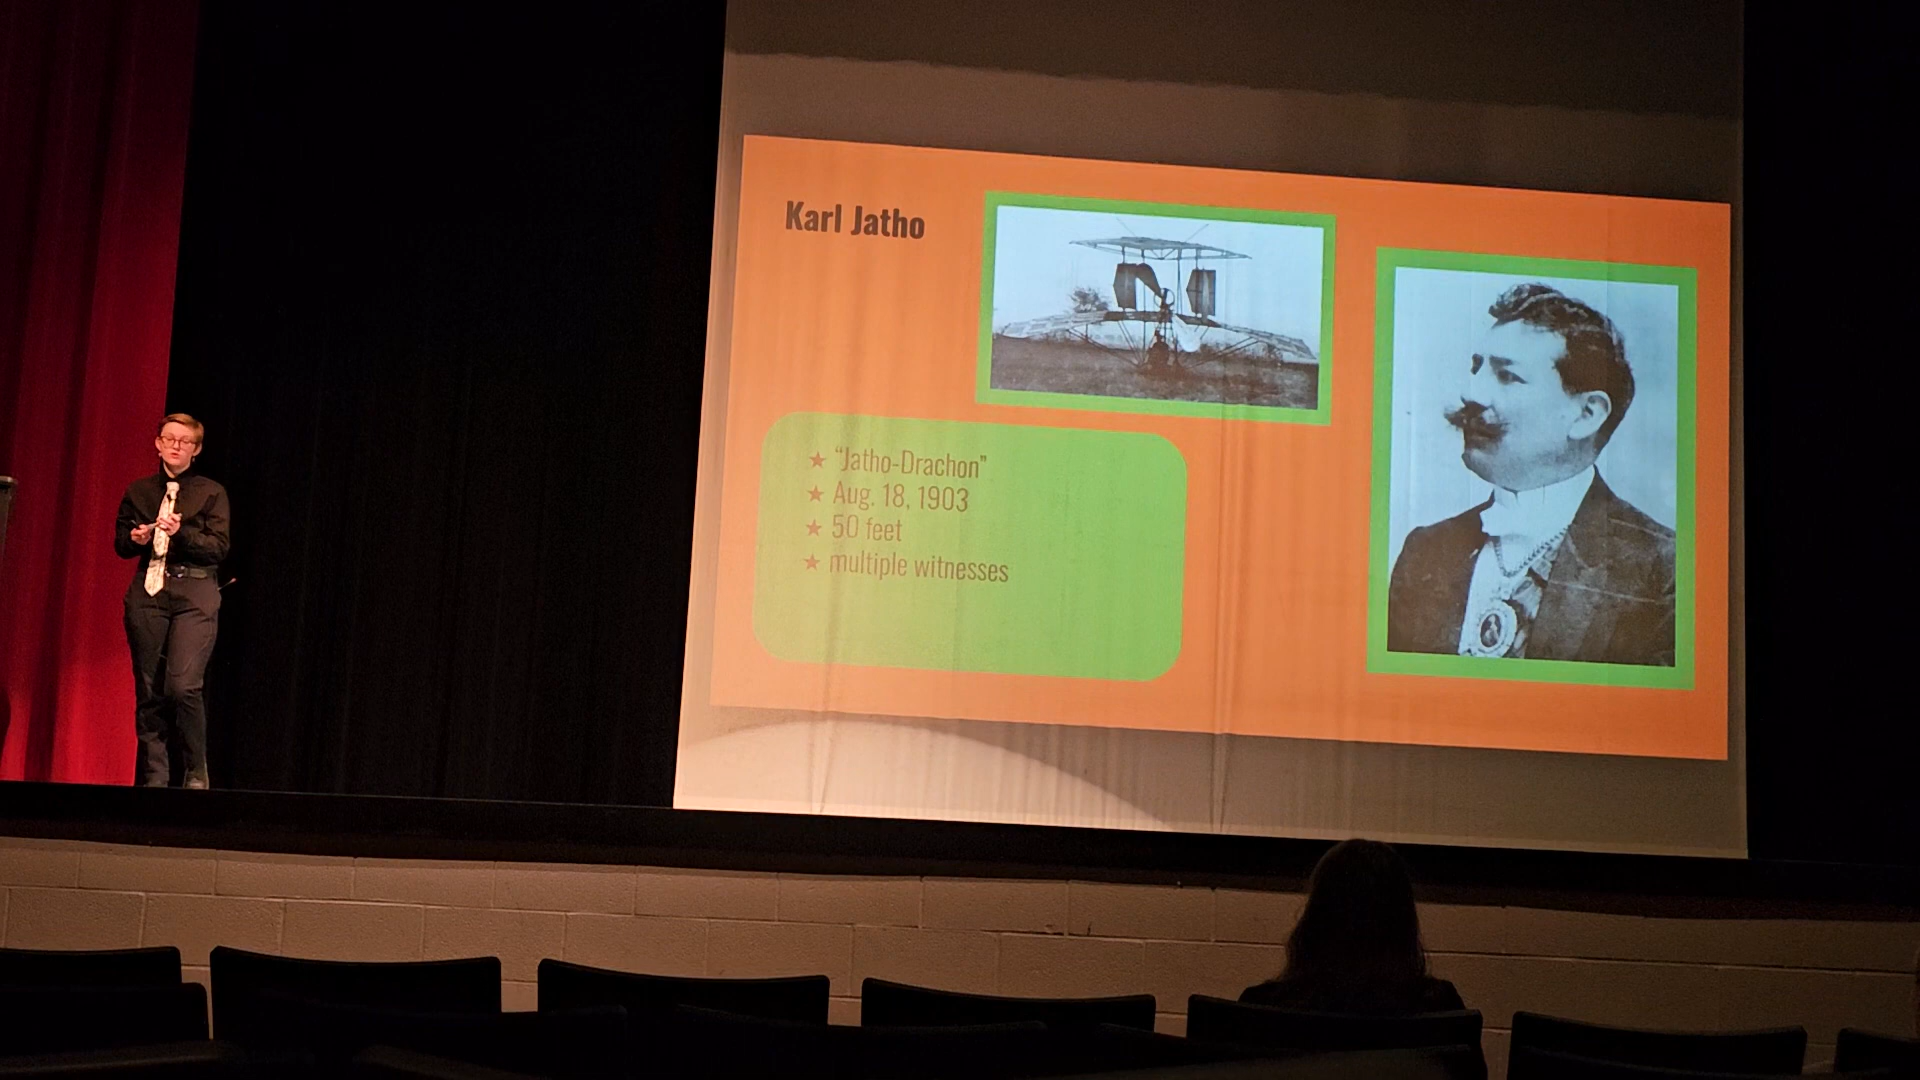 Karl Jatho
★ "Jatho-Drachon"
★ Aug. 18, 1903
★ 50 feet
★ multiple witnesses